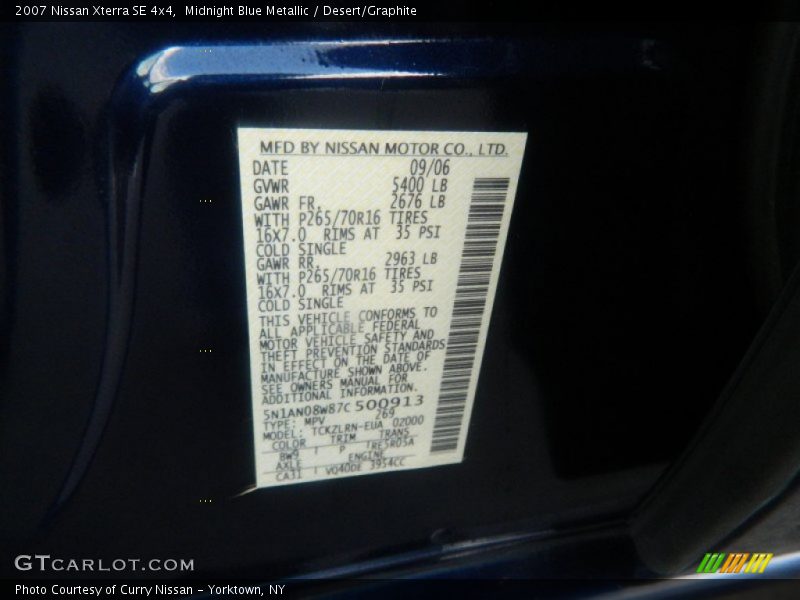 2007 Nissan Xterra SE 4x4,  Midnight Blue Metallic / Desert/Graphite
MFD BY NISSAN MOTOR CO., LTD.
DATE 09/06
GVWR 5400 LB
GAWR FR. 2676 LB
WITH P265/70R16 TIRES
16X7.0 RIMS AT 35 PSI
COLD SINGLE
GAWR RR. 2963 LB
WITH P265/70R16 TIRES
16X7.0 RIMS AT 35 PSI
COLD SINGLE
THIS VEHICLE CONFORMS TO
ALL APPLICABLE FEDERAL
MOTOR VEHICLE SAFETY AND
THEFT PREVENTION STANDARDS
IN EFFECT ON THE DATE OF
MANUFACTURE SHOWN ABOVE.
SEE OWNERS MANUAL FOR
ADDITIONAL INFORMATION.
5N1AN08W87C500913
TYPE: MPV 269
MODEL: TCKZLRN-EUA 02000
COLOR TRIM TRANS
BW9 P TRE5R05A
AXLE ENGINE
CA31 VQ40DE 3954CC
GTCARLOT.COM
Photo Courtesy of Curry Nissan - Yorktown, NY